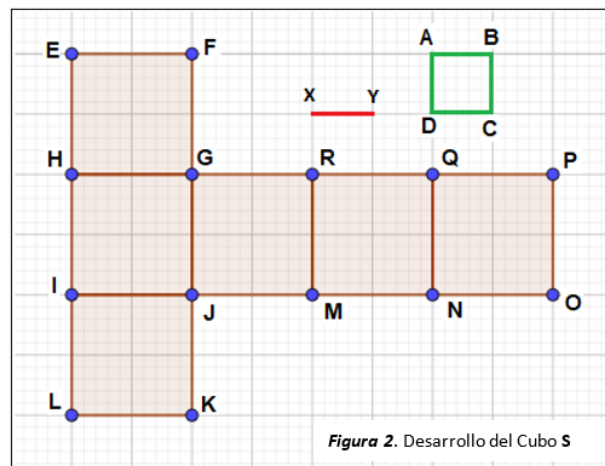 E F A B
X Y
D C
H G R Q P
I J M N O
L K
Figura 2. Desarrollo del Cubo S